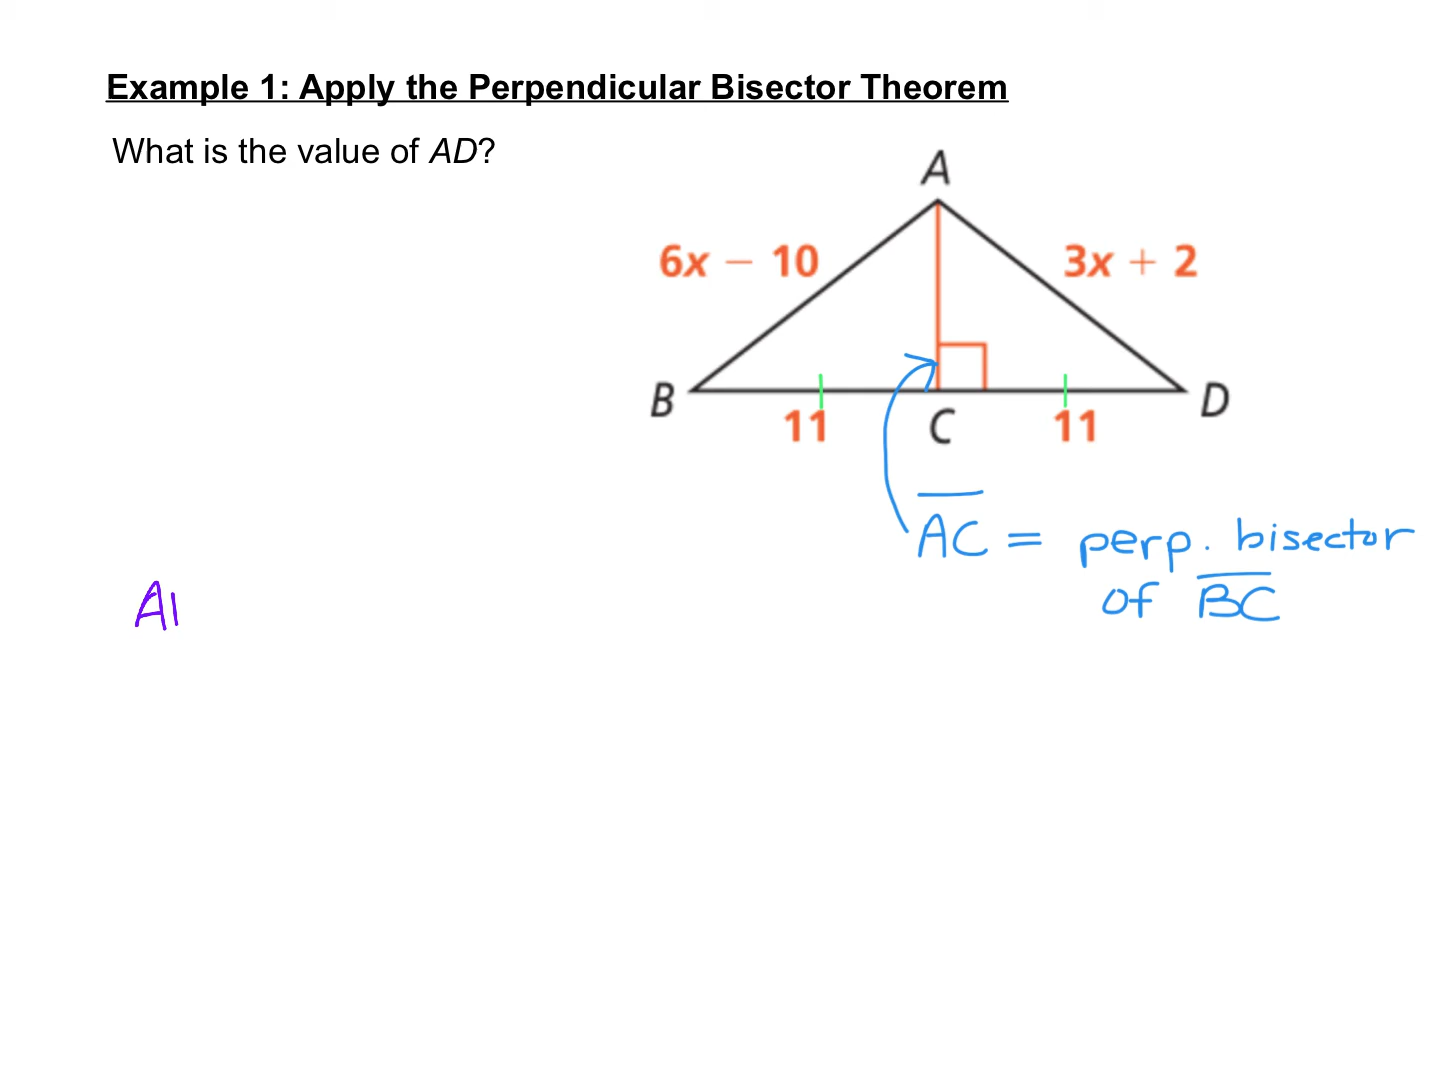 Example 1: Apply the Perpendicular Bisector Theorem
What is the value of AD?
A
6x − 10
3x + 2
B
D
11
C
11
AC = perp. bisector
of BC
A